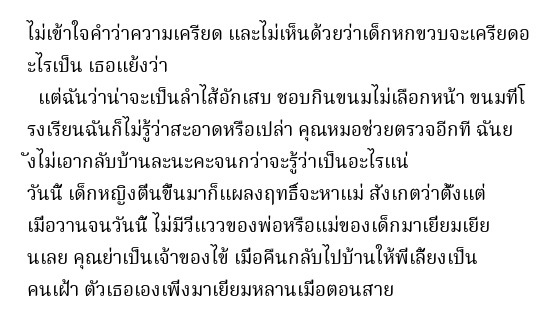 ไม่เข้าใจคำว่าความเครียด และไม่เห็นด้วยว่าเด็กหกขวบจะเครียดอ
ะไรเป็น เธอแย้งว่า
แต่ฉันว่าน่าจะเป็นลำไส้อักเสบ ชอบกินขนมไม่เลือกหน้า ขนมที่โ
รงเรียนฉันก็ไม่รู้ว่าสะอาดหรือเปล่า คุณหมอช่วยตรวจอีกที ฉันย
ังไม่เอากลับบ้านละนะคะจนกว่าจะรู้ว่าเป็นอะไรแน่
วันนี้ เด็กหญิงตื่นขึ้นมาก็แผลงฤทธิ์จะหาแม่ สังเกตว่าตั้งแต่
เมื่อวานจนวันนี้ ไม่มีวี่แววของพ่อหรือแม่ของเด็กมาเยี่ยมเยีย
นเลย คุณย่าเป็นเจ้าของไข้ เมื่อคืนกลับไปบ้านให้พี่เลี้ยงเป็น
คนเฝ้า ตัวเธอเองเพิ่งมาเยี่ยมหลานเมื่อตอนสาย